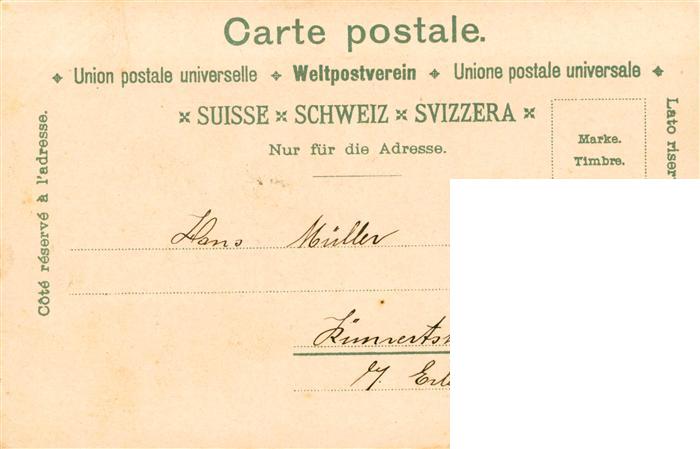 Carte postale.
Union postale universelle Weltpostverein Unione postale universale
SUISSE SCHWEIZ SVIZZERA
Nur für die Adresse.
Marke.
Timbre.
Côté réservé à l'adresse.
Lato riser
Hans Müller